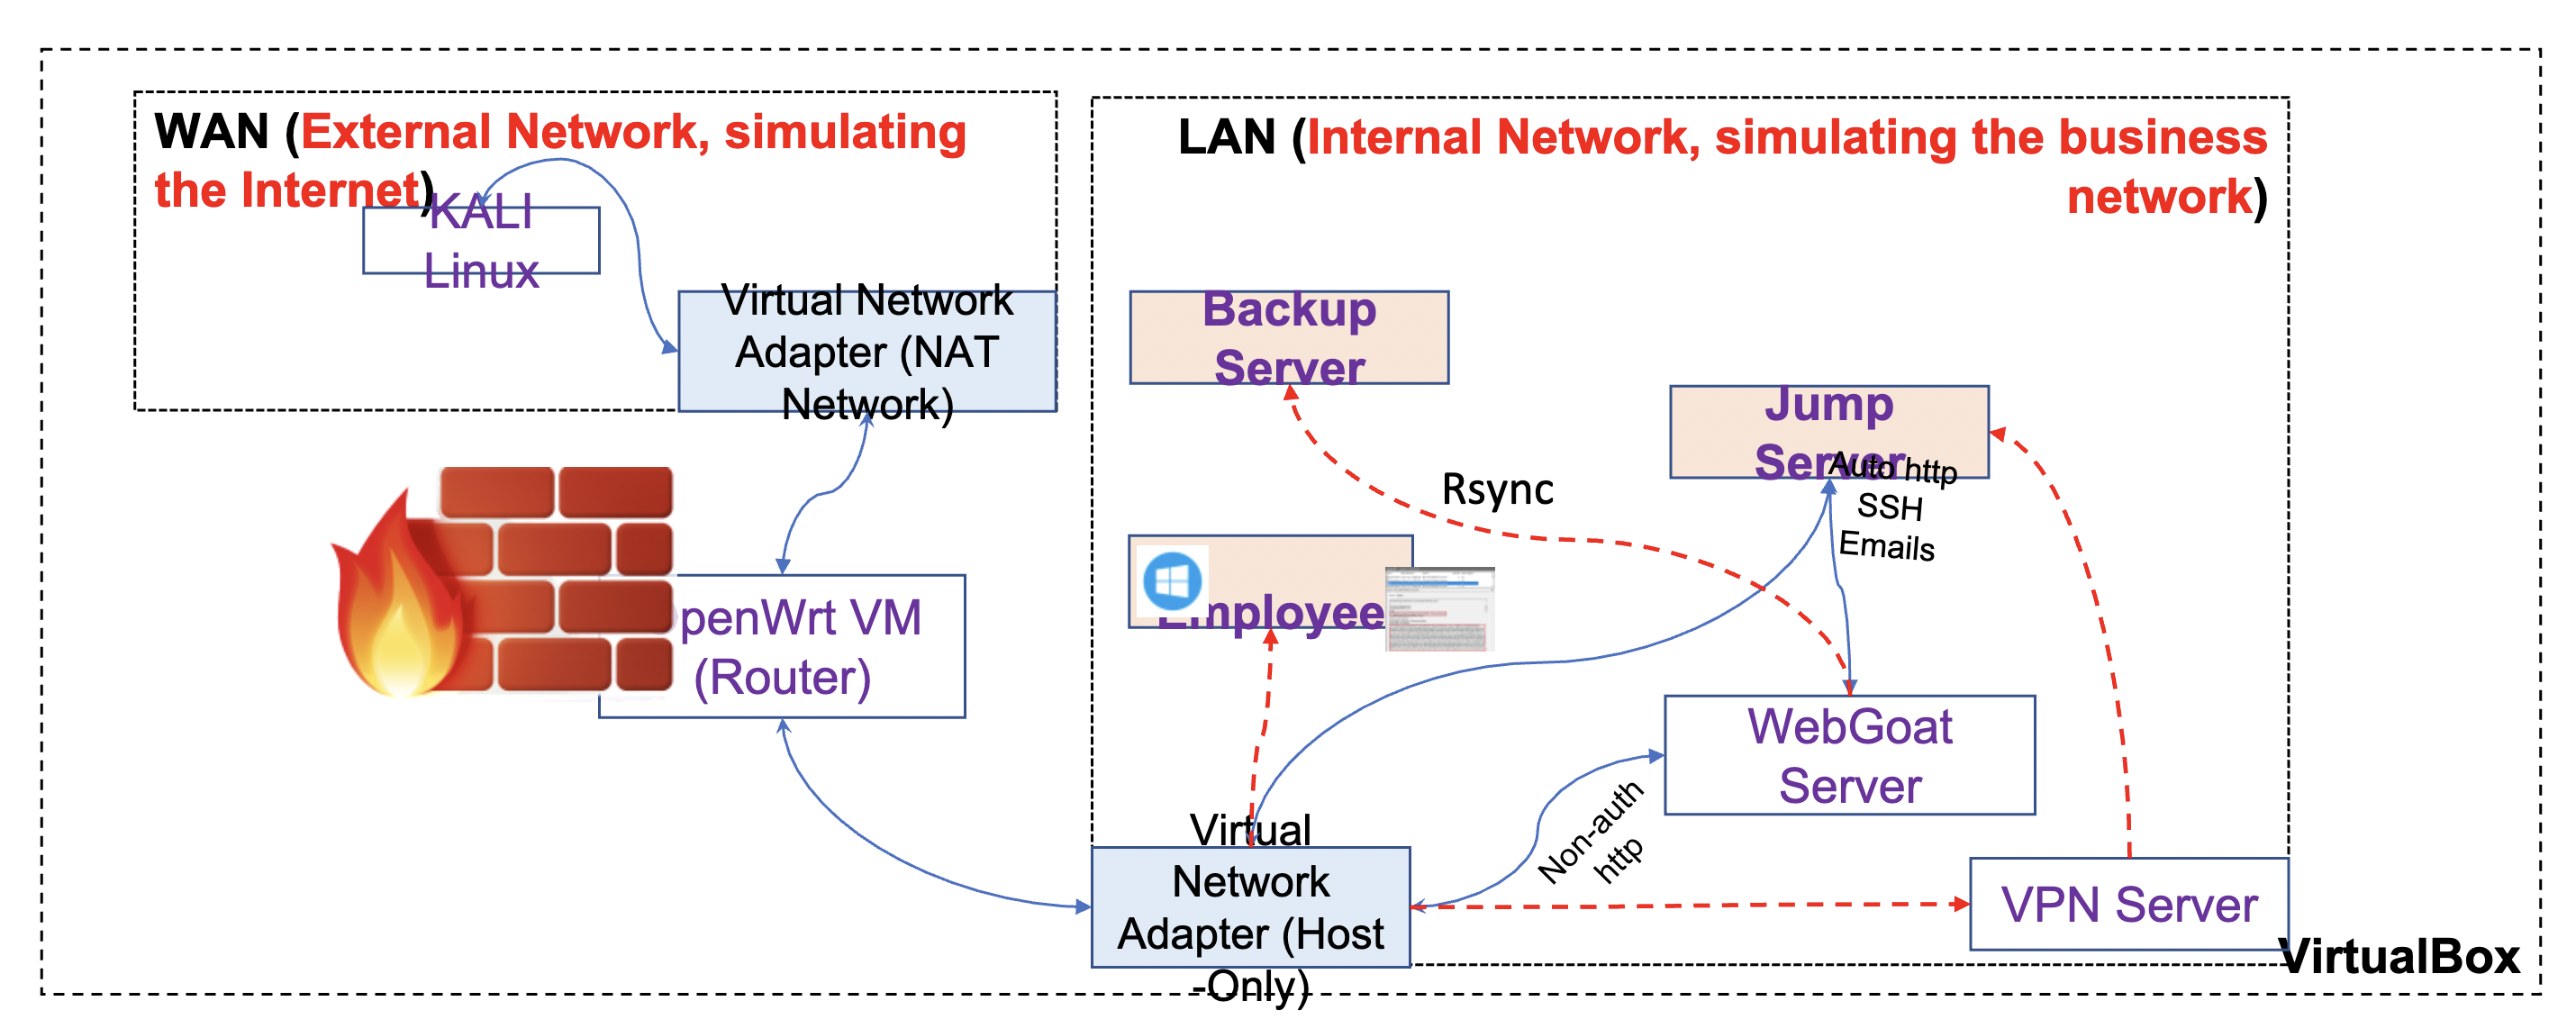 WAN (External Network, simulating
the Internet)
KALI
Linux
Virtual Network
Adapter (NAT
Network)
penWrt VM
(Router)
LAN (Internal Network, simulating the business
network)
Backup
Server
Jump
Server
Auto http
SSH
Emails
Rsync
Employee
WebGoat
Server
Non-auth
http
Virtual
Network
Adapter (Host
-Only)
VPN Server
VirtualBox